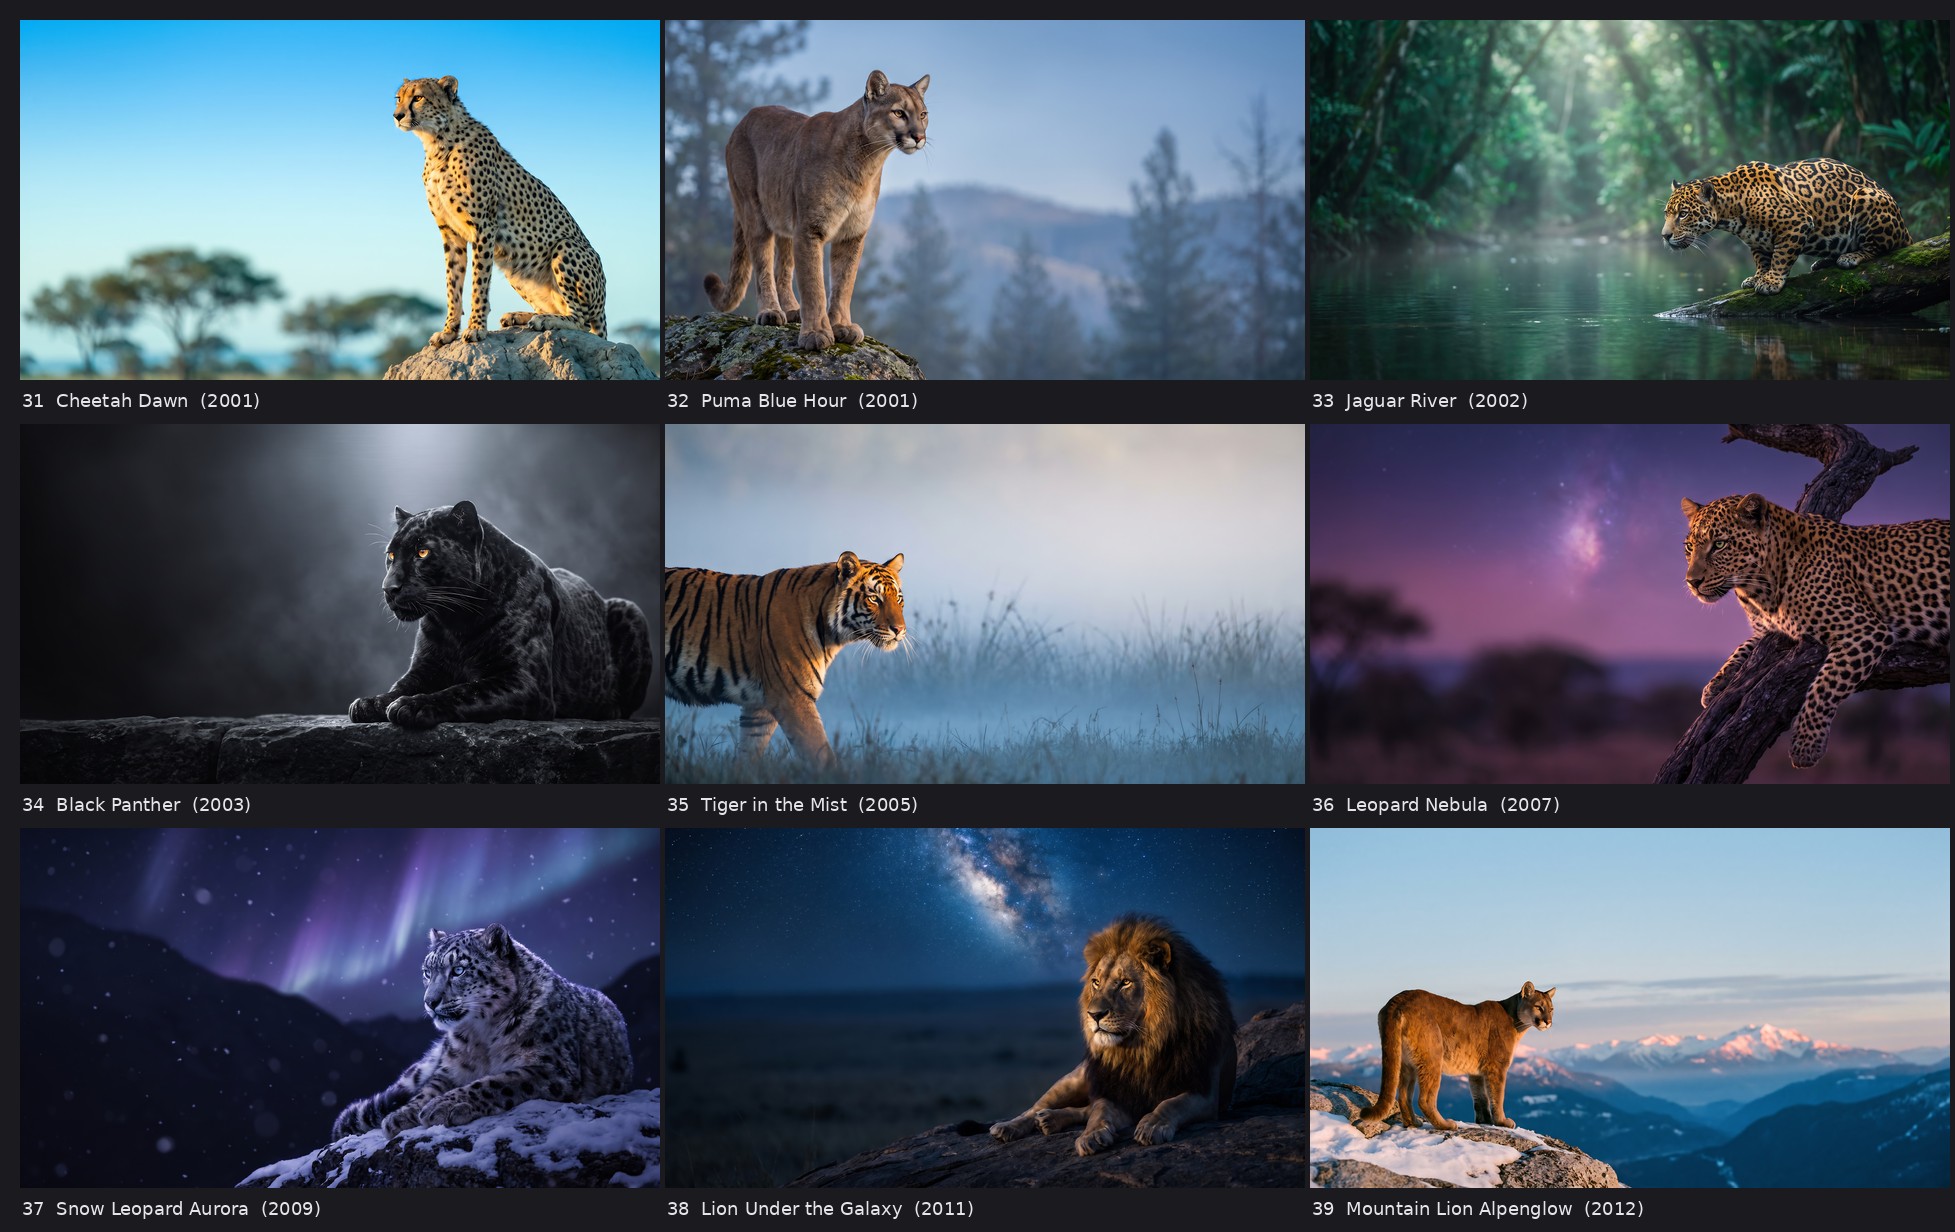 31  Cheetah Dawn  (2001)
32  Puma Blue Hour  (2001)
33  Jaguar River  (2002)
34  Black Panther  (2003)
35  Tiger in the Mist  (2005)
36  Leopard Nebula  (2007)
37  Snow Leopard Aurora  (2009)
38  Lion Under the Galaxy  (2011)
39  Mountain Lion Alpenglow  (2012)